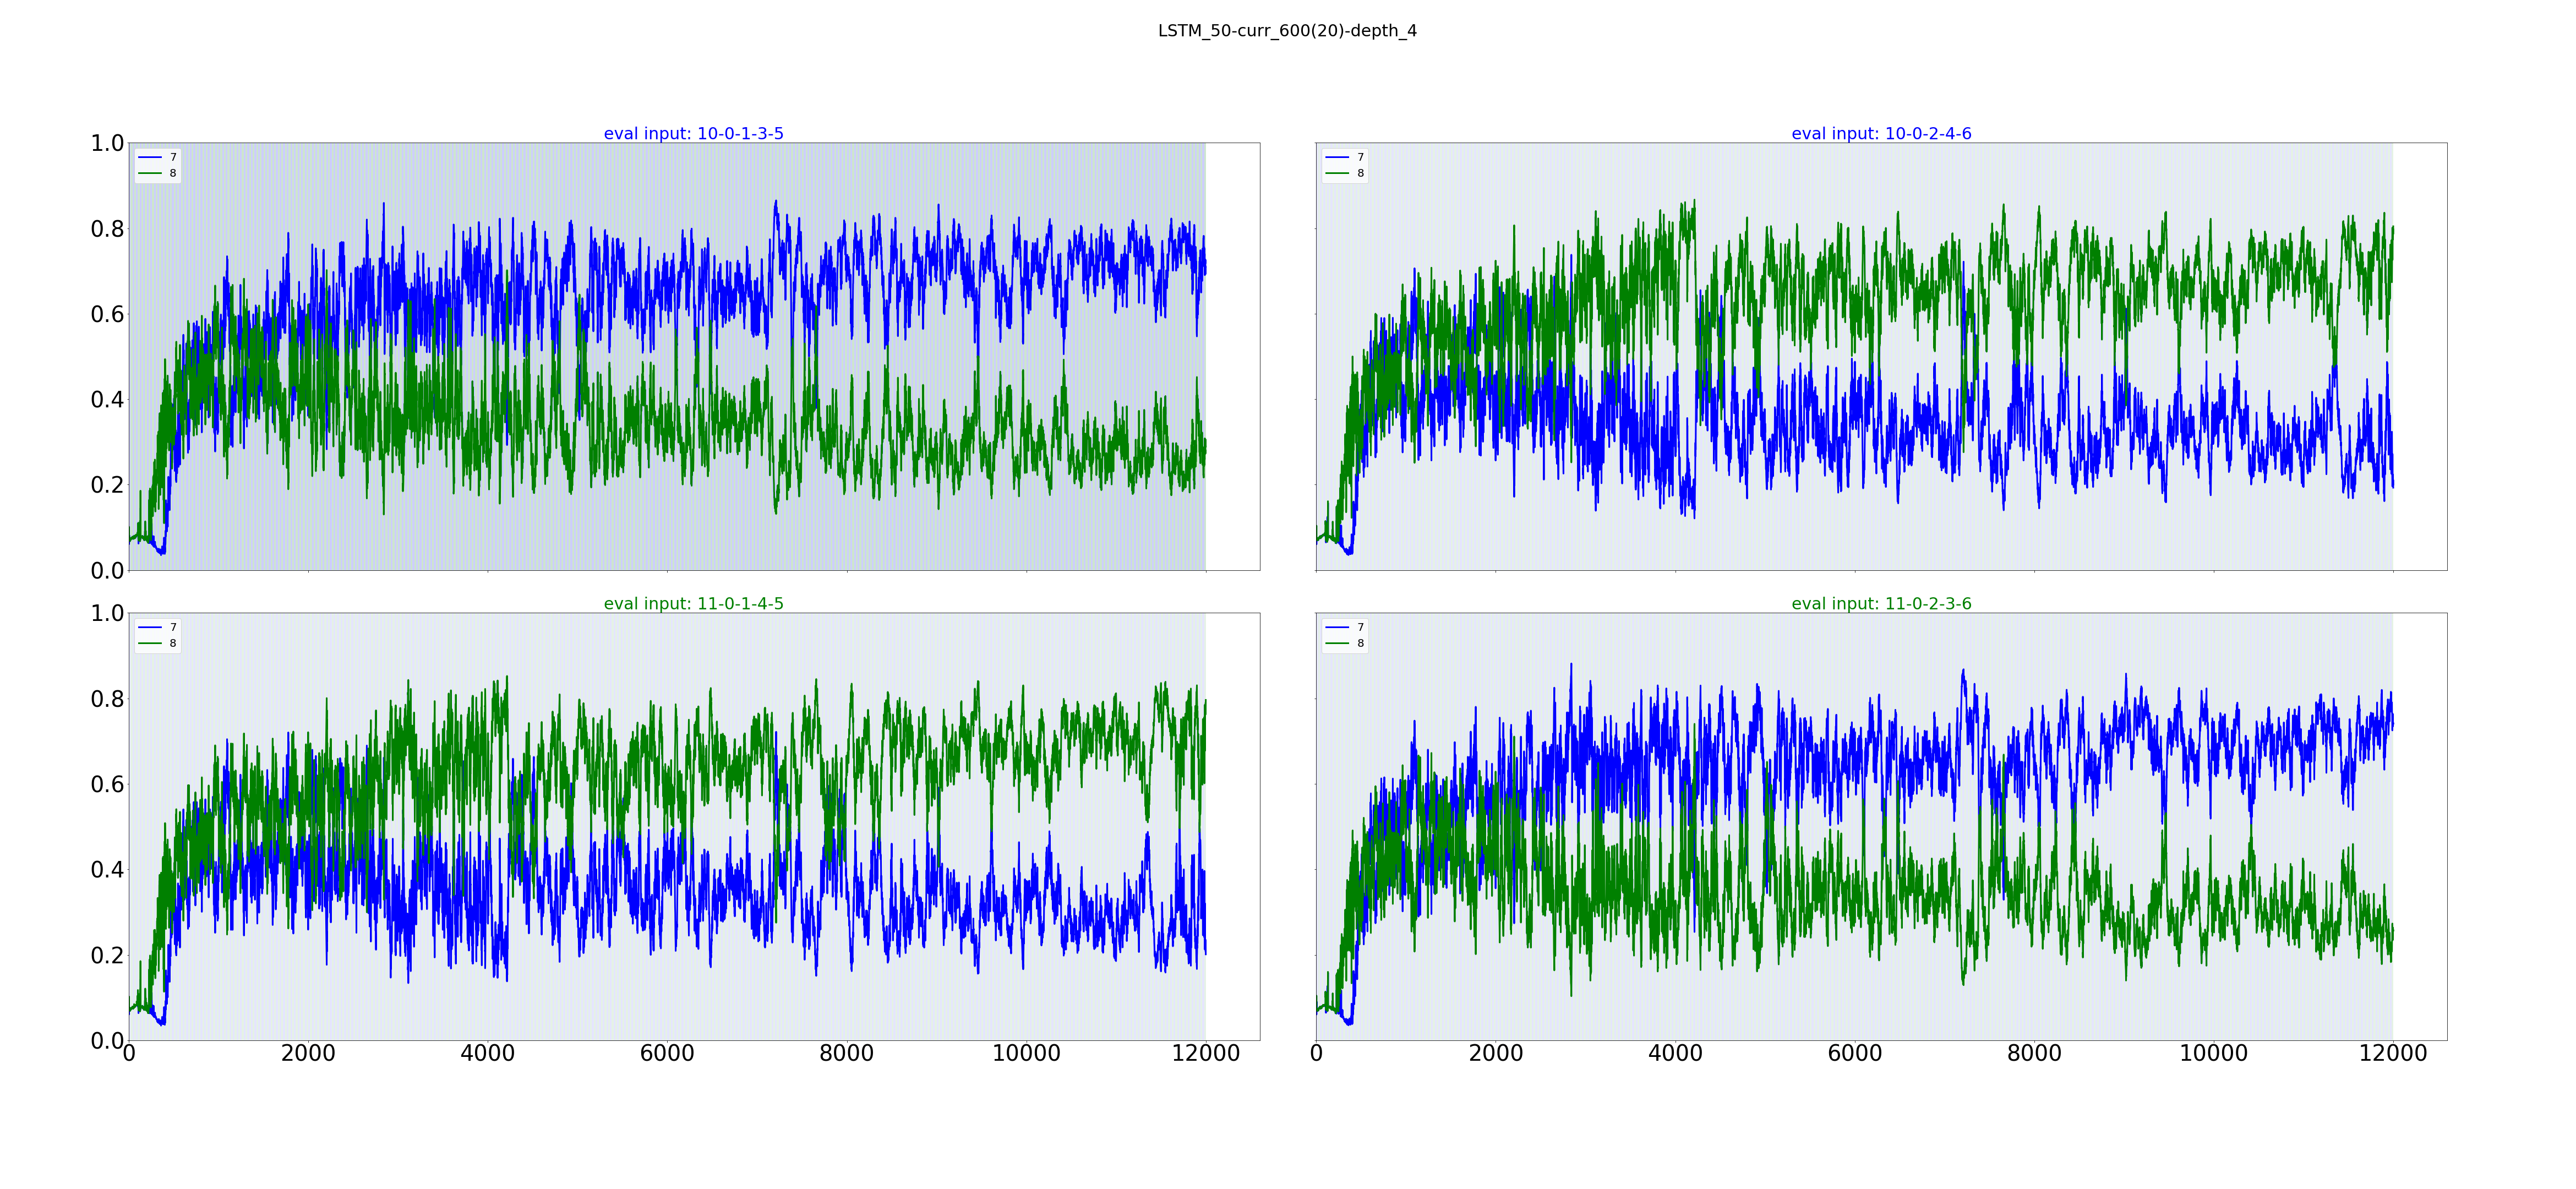 LSTM_50-curr_600(20)-depth_4
eval input: 10-0-1-3-5
1.0
0.8
0.6
0.4
0.2
0.0
7
8
eval input: 10-0-2-4-6
7
8
eval input: 11-0-1-4-5
1.0
0.8
0.6
0.4
0.2
0.0
7
8
0 2000 4000 6000 8000 10000 12000
eval input: 11-0-2-3-6
7
8
0 2000 4000 6000 8000 10000 12000